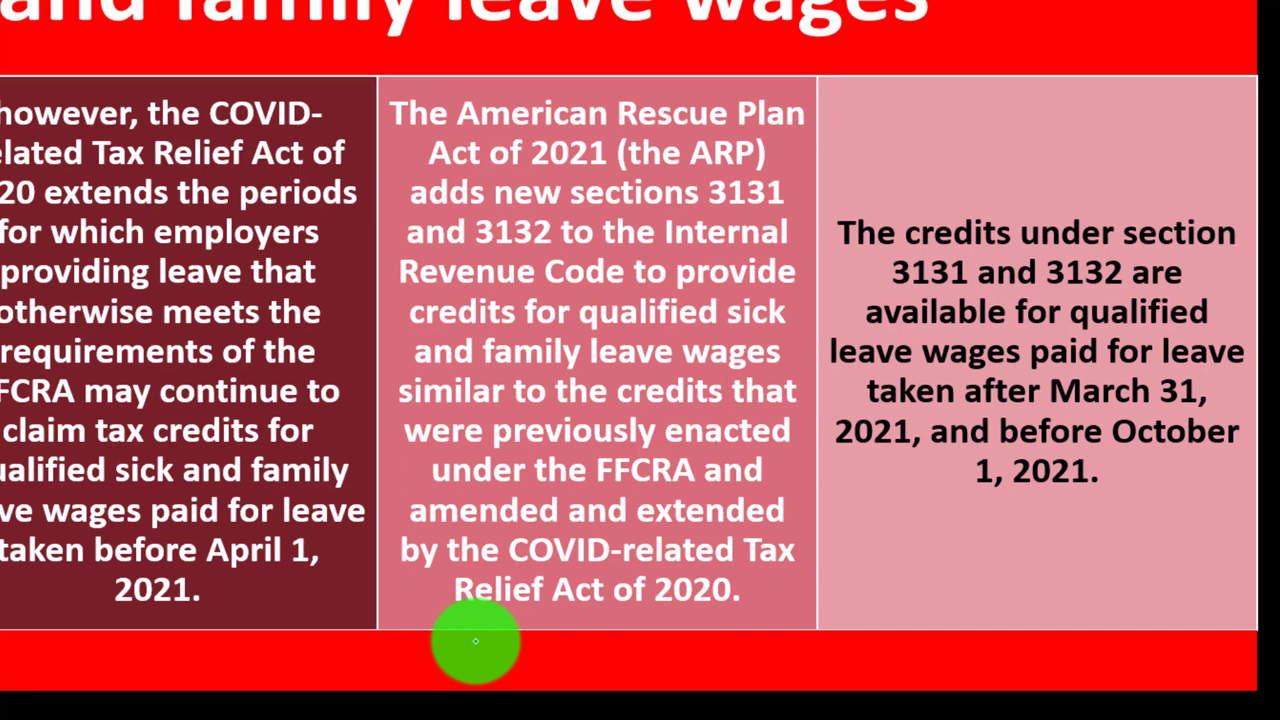 and family leave wages
however, the COVID-
elated Tax Relief Act of
20 extends the periods
for which employers
providing leave that
otherwise meets the
requirements of the
FCRA may continue to
claim tax credits for
ualified sick and family
ve wages paid for leave
taken before April 1,
2021.
The American Rescue Plan
Act of 2021 (the ARP)
adds new sections 3131
and 3132 to the Internal
Revenue Code to provide
credits for qualified sick
and family leave wages
similar to the credits that
were previously enacted
under the FFCRA and
amended and extended
by the COVID-related Tax
Relief Act of 2020.
The credits under section
3131 and 3132 are
available for qualified
leave wages paid for leave
taken after March 31,
2021, and before October
1, 2021.